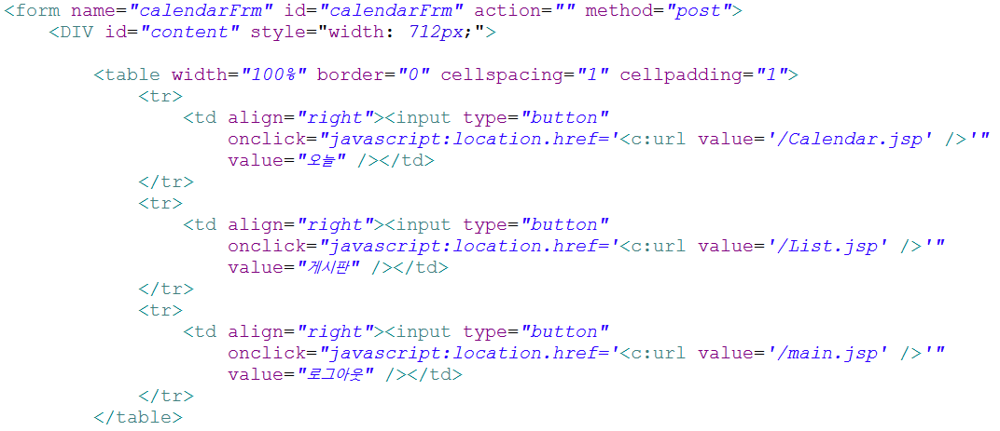 <form name="calendarFrm" id="calendarFrm" action="" method="post">
<DIV id="content" style="width: 712px;">
<table width="100%" border="0" cellspacing="1" cellpadding="1">
<tr>
<td align="right"><input type="button"
onclick="javascript:location.href='<c:url value='/Calendar.jsp' />'"
value="오늘" /></td>
</tr>
<tr>
<td align="right"><input type="button"
onclick="javascript:location.href='<c:url value='/List.jsp' />'"
value="게시판" /></td>
</tr>
<tr>
<td align="right"><input type="button"
onclick="javascript:location.href='<c:url value='/main.jsp' />'"
value="로그아웃" /></td>
</tr>
</table>